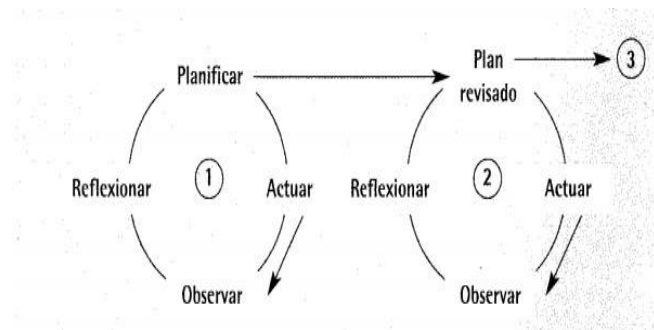 Planificar
Plan
revisado
3
Reflexionar
1
Actuar
Reflexionar
2
Actuar
Observar
Observar